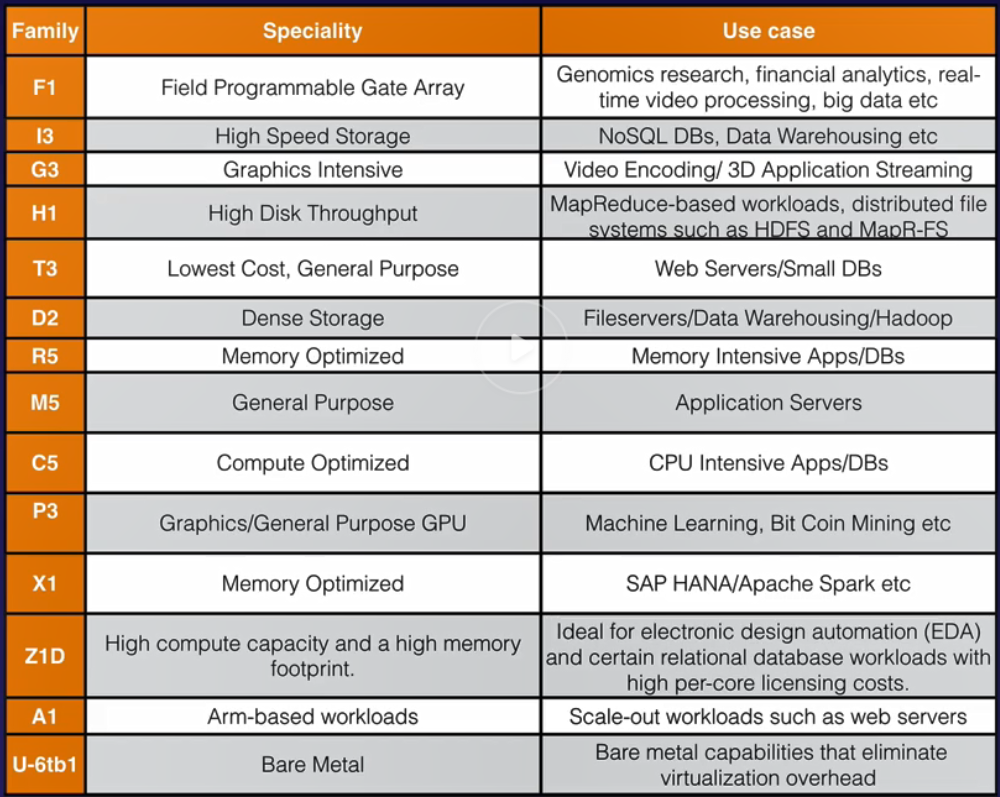 Family Speciality Use case
F1 Field Programmable Gate Array Genomics research, financial analytics, real-
time video processing, big data etc
I3 High Speed Storage NoSQL DBs, Data Warehousing etc
G3 Graphics Intensive Video Encoding/ 3D Application Streaming
H1 High Disk Throughput MapReduce-based workloads, distributed file
systems such as HDFS and MapR-FS
T3 Lowest Cost, General Purpose Web Servers/Small DBs
D2 Dense Storage Fileservers/Data Warehousing/Hadoop
R5 Memory Optimized Memory Intensive Apps/DBs
M5 General Purpose Application Servers
C5 Compute Optimized CPU Intensive Apps/DBs
P3 Graphics/General Purpose GPU Machine Learning, Bit Coin Mining etc
X1 Memory Optimized SAP HANA/Apache Spark etc
Z1D High compute capacity and a high memory
footprint. Ideal for electronic design automation (EDA)
and certain relational database workloads with
high per-core licensing costs.
A1 Arm-based workloads Scale-out workloads such as web servers
U-6tb1 Bare Metal Bare metal capabilities that eliminate
virtualization overhead